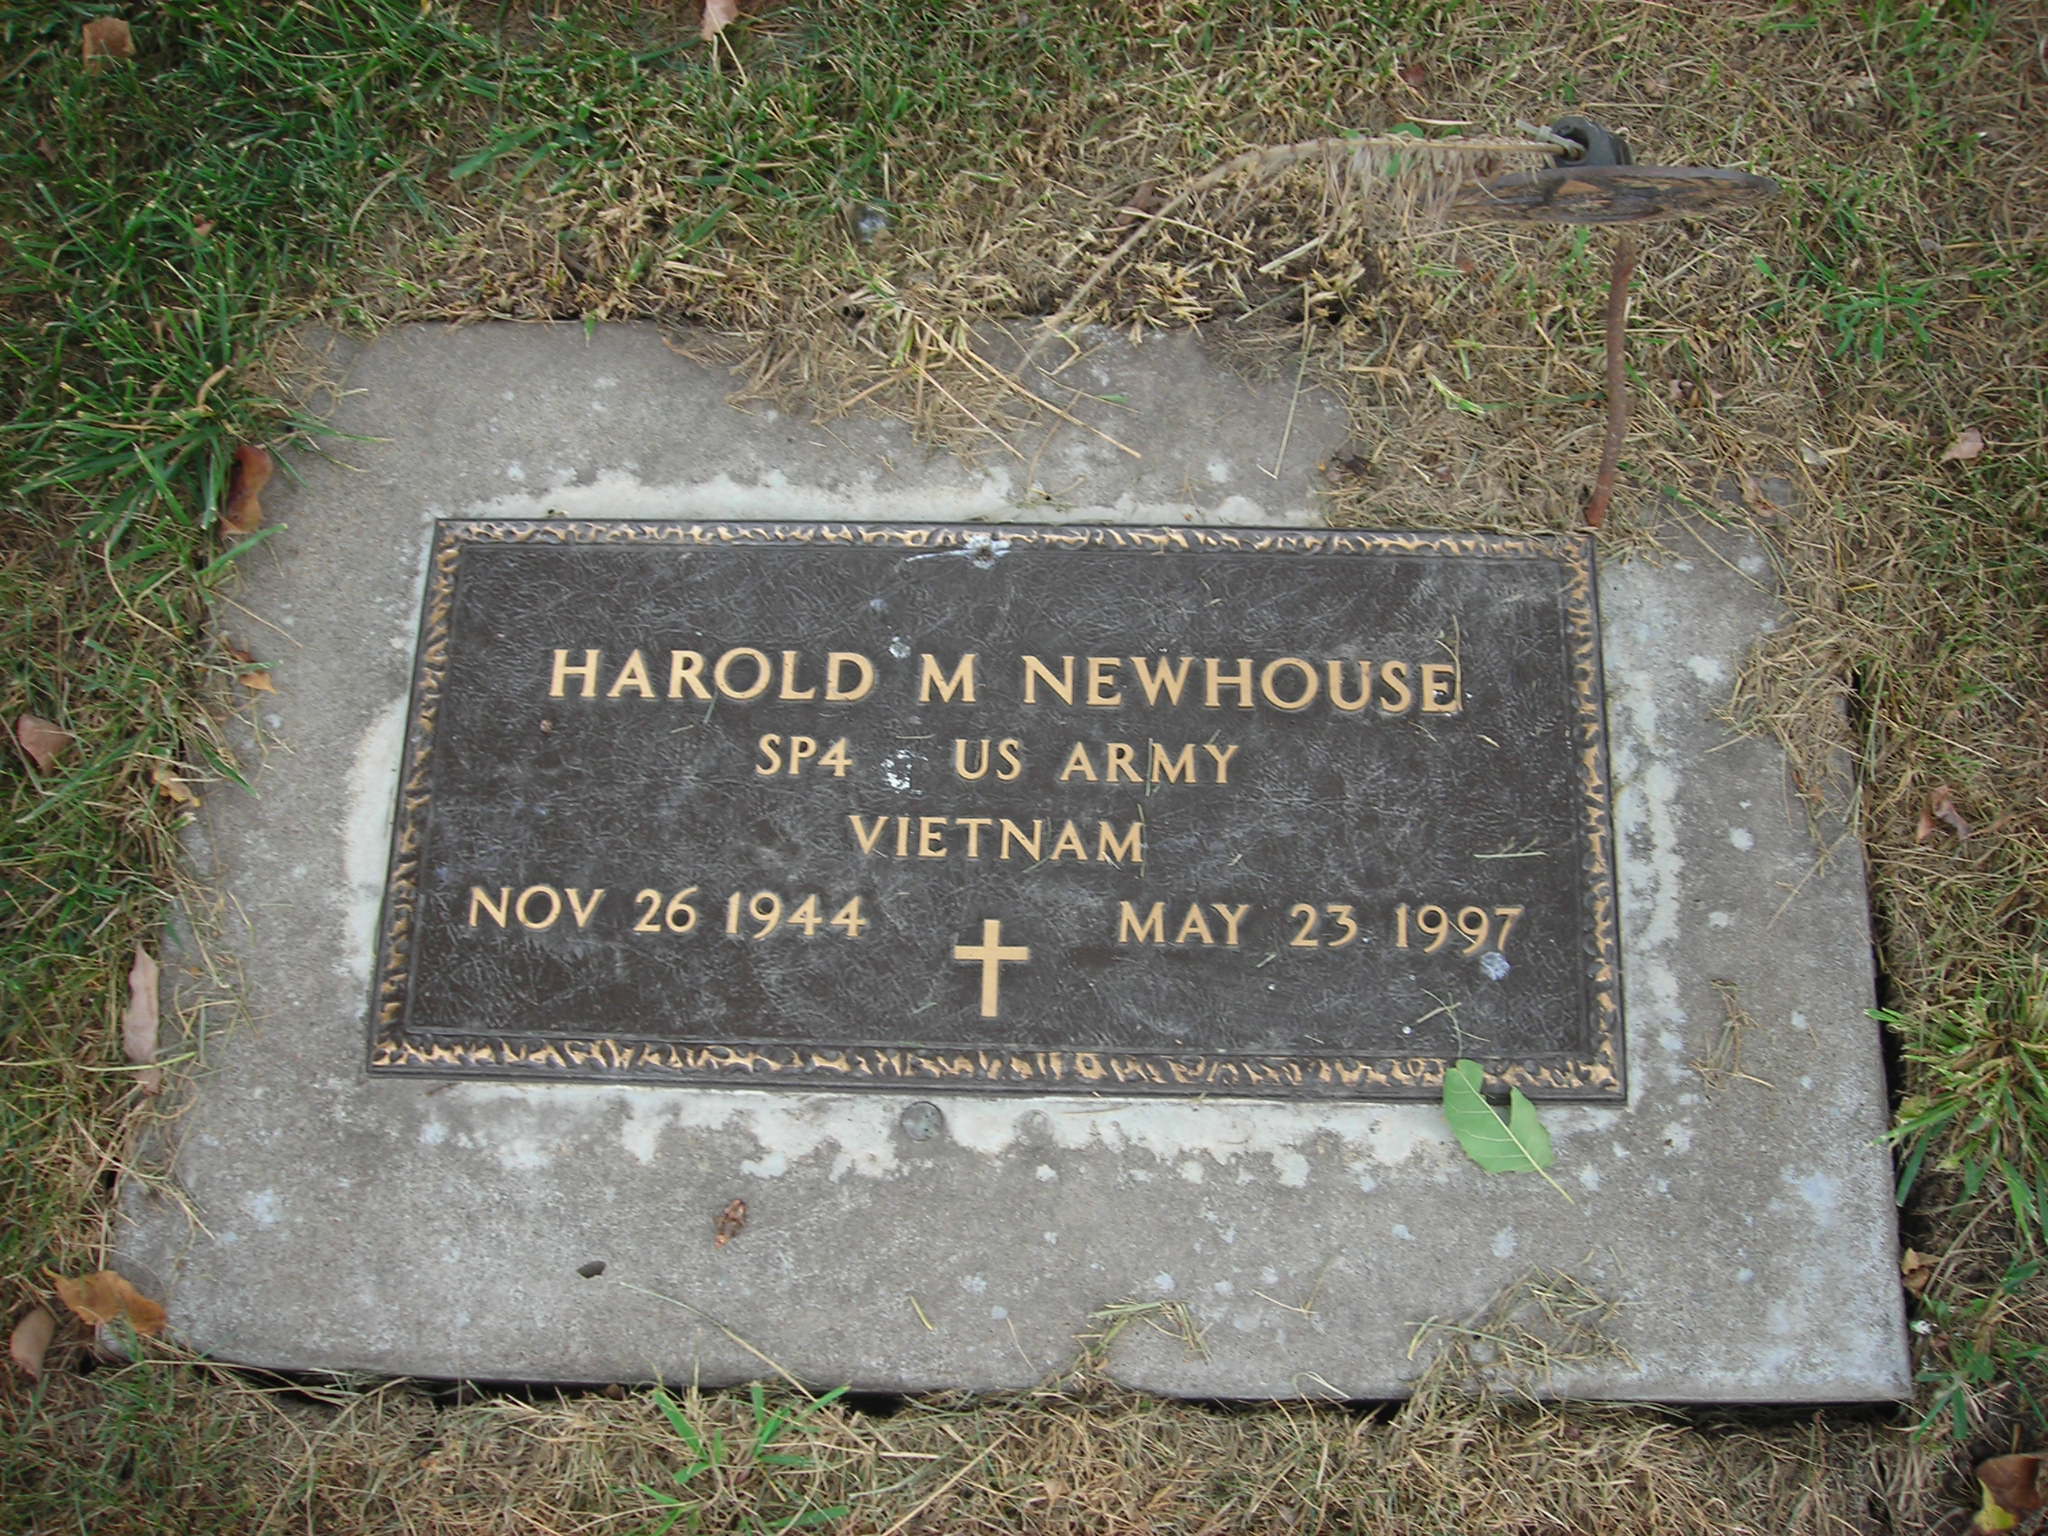 HAROLD M NEWHOUSE
SP4 US ARMY
VIETNAM
NOV 26 1944 MAY 23 1997